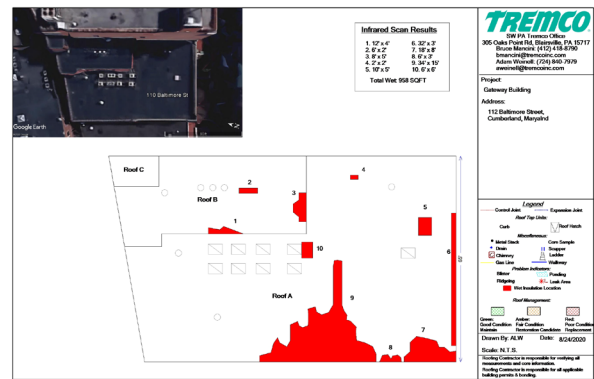 110 Baltimore St
Google Earth
Infrared Scan Results
1. 12' x 4' 6. 32' x 3'
2. 6' x 2' 7. 18' x 8'
3. 8' x 5' 8. 6' x 3'
4. 2' x 2' 9. 34' x 15'
5. 10' x 5' 10. 6' x 6'
Total Wet: 958 SQFT
TREMCO
SW PA Tremco Office
305 Oaks Point Rd, Blairsville, PA 15717
Bruce Mancini: (412) 418-8790
bmancini@tremcoinc.com
Adam Weinell: (724) 840-7979
aweinell@tremcoinc.com
Project:
Gateway Building
Address:
112 Baltimore Street,
Cumberland, Maryalnd
Roof C
Roof B
Roof A
1
2
3
4
5
6
7
8
9
10
Legend
Control Joint Expansion Joint
Roof Top Units:
Curb Roof Hatch
Miscellaneous:
Metal Stack Core Sample
Drain Scupper
Chimney Ladder
Gas Line Walkway
Problem Indicators:
Blister Ponding
Ridgeing Leak Area
Wet Insulation Location
Roof Management:
Green: Amber: Red:
Good Condition Fair Condition Poor Condition
Maintain Restoration Candidate Replacement
Drawn By: ALW Date: 8/24/2020
Scale: N.T.S.
Roofing Contractor is responsible for verifying all
measurements and core information.
Roofing Contractor is responsible for all applicable
building permits & bonding.